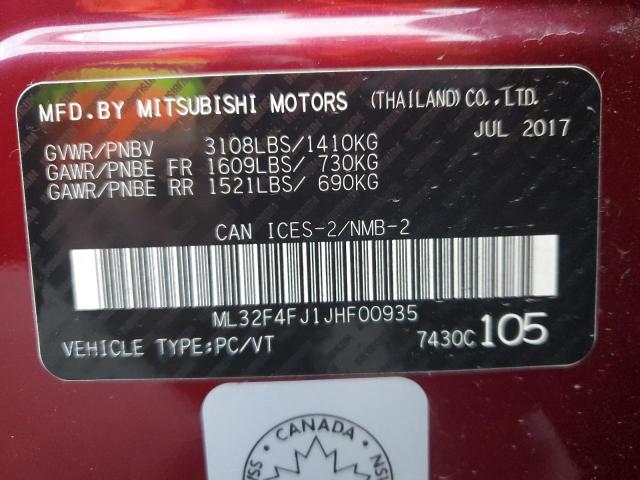 MFD.BY MITSUBISHI MOTORS (THAILAND)CO.,LTD.
JUL 2017
GVWR/PNBV 3108LBS/1410KG
GAWR/PNBE FR 1609LBS/ 730KG
GAWR/PNBE RR 1521LBS/ 690KG
CAN ICES-2/NMB-2
ML32F4FJ1JHF00935
VEHICLE TYPE:PC/VT 7430C 105
CANADA